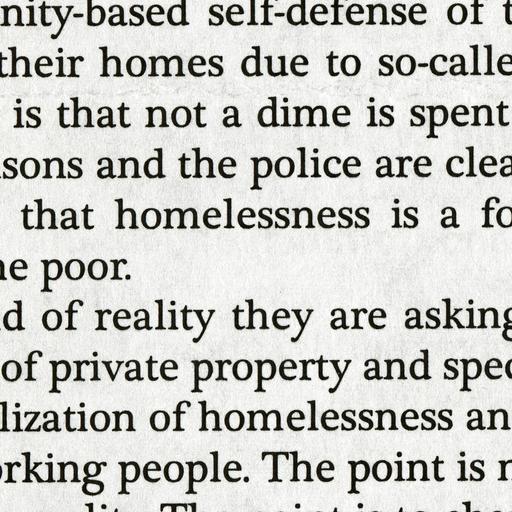 nity-based self-defense of t
their homes due to so-calle
is that not a dime is spent
sons and the police are clea
that homelessness is a fo
he poor.
d of reality they are asking
of private property and spec
lization of homelessness an
orking people. The point is n